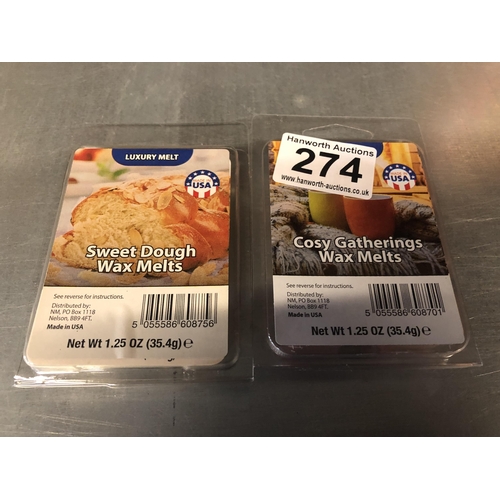 LUXURY MELT
MADE IN
USA
Sweet Dough
Wax Melts
See reverse for instructions.
Distributed by:
NM, PO Box 1118
Nelson, BB9 4FT.
Made in USA
5 055586 608756
Net Wt 1.25 OZ (35.4g) e
Hanworth Auctions
274
www.hanworth-auctions.co.uk
USA
Cosy Gatherings
Wax Melts
See reverse for instructions.
Distributed by:
NM, PO Box 1118
Nelson, BB9 4FT.
Made in USA
5 055586 608701
Net Wt 1.25 OZ (35.4g) e